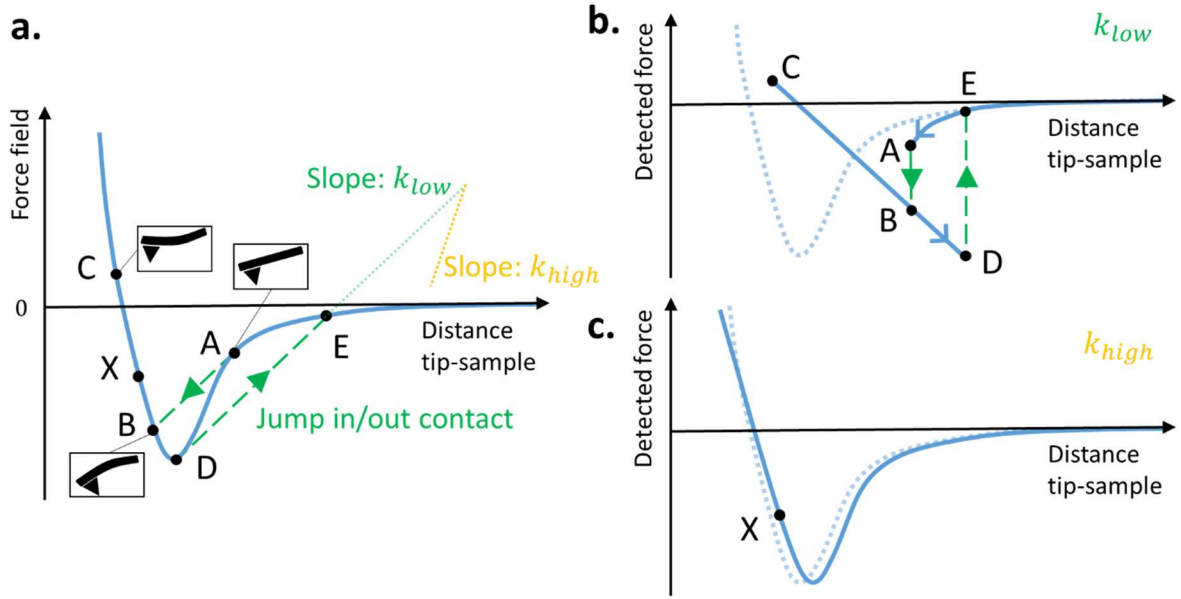 a.
Force field
Slope: k_low
Slope: k_high
C
0
X
A
E
Distance
tip-sample
B
D
Jump in/out contact
b.
k_low
Detected force
C
E
A
Distance
tip-sample
B
D
c.
k_high
Detected force
Distance
tip-sample
X